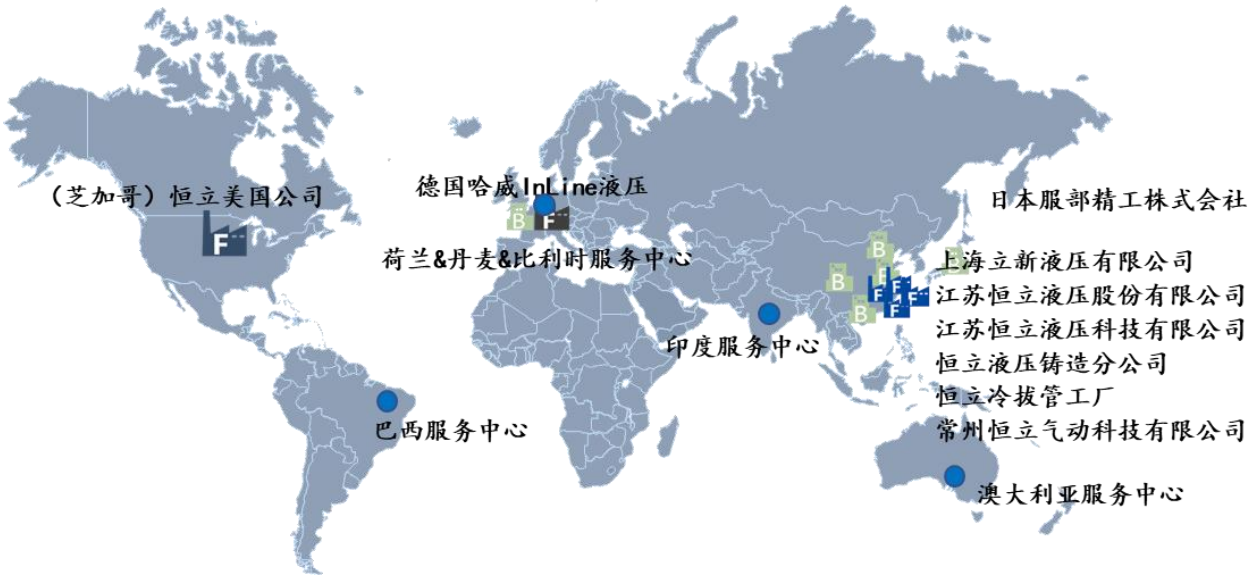 （芝加哥）恒立美国公司
F
德国哈威InLine液压
B
F
荷兰&丹麦&比利时服务中心
日本服部精工株式会社
B
B
B
B
B
F
F
F
F
上海立新液压有限公司
江苏恒立液压股份有限公司
江苏恒立液压科技有限公司
恒立液压铸造分公司
恒立冷拔管工厂
常州恒立气动科技有限公司
印度服务中心
巴西服务中心
澳大利亚服务中心